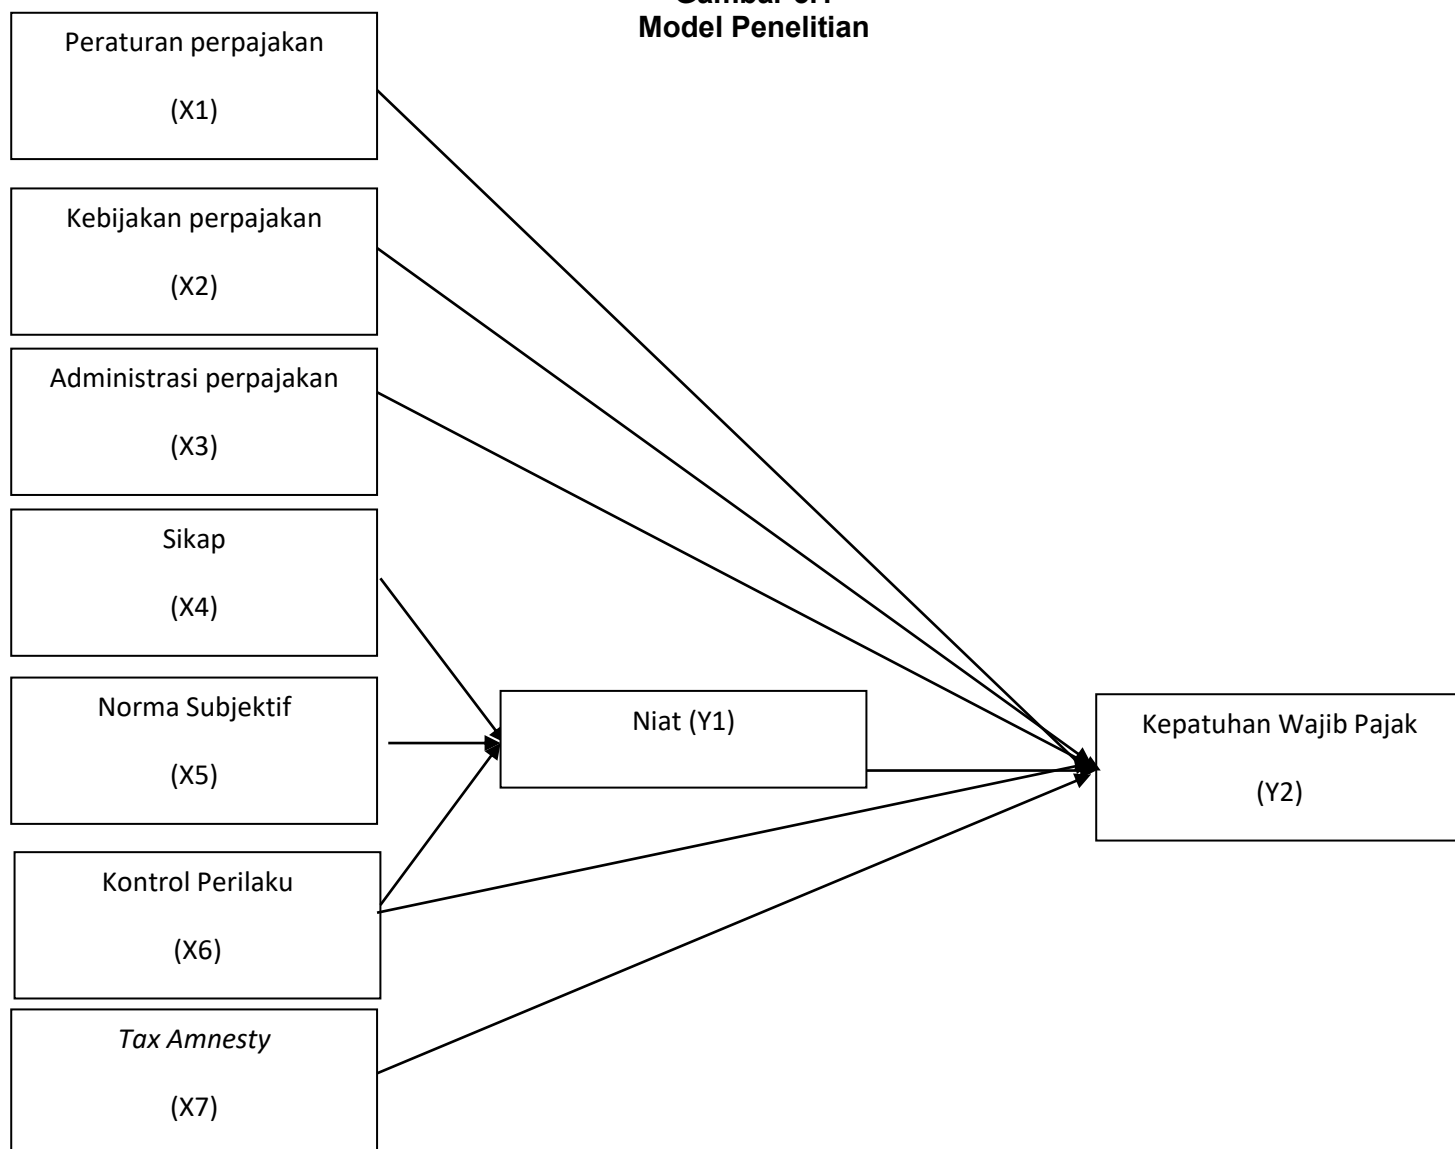 Model Penelitian
Peraturan perpajakan
(X1)
Kebijakan perpajakan
(X2)
Administrasi perpajakan
(X3)
Sikap
(X4)
Norma Subjektif
(X5)
Kontrol Perilaku
(X6)
Tax Amnesty
(X7)
Niat (Y1)
Kepatuhan Wajib Pajak
(Y2)